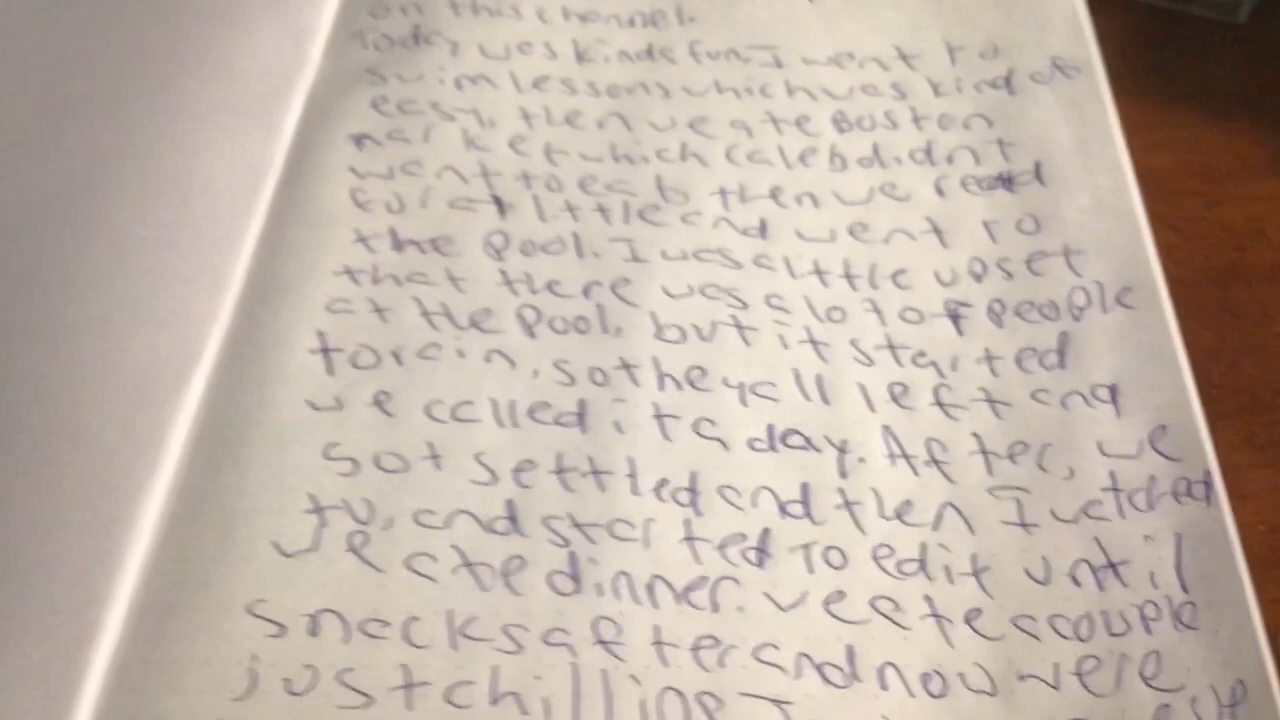 on this channel.
Today was kinda fun. I went to
swim lessons which was kind of
easy, then we ate Boston
market which Caleb didnt
want to eat, then we read
for a little and went to
the pool. I was a little upset
that there was a lot of people
at the pool, but it started
to rain, so they all left and
we called it a day. After, we
got settled and then I watched
tv, and started to edit until
we ate dinner. We ate a couple
snacks after and now were
just chilling I